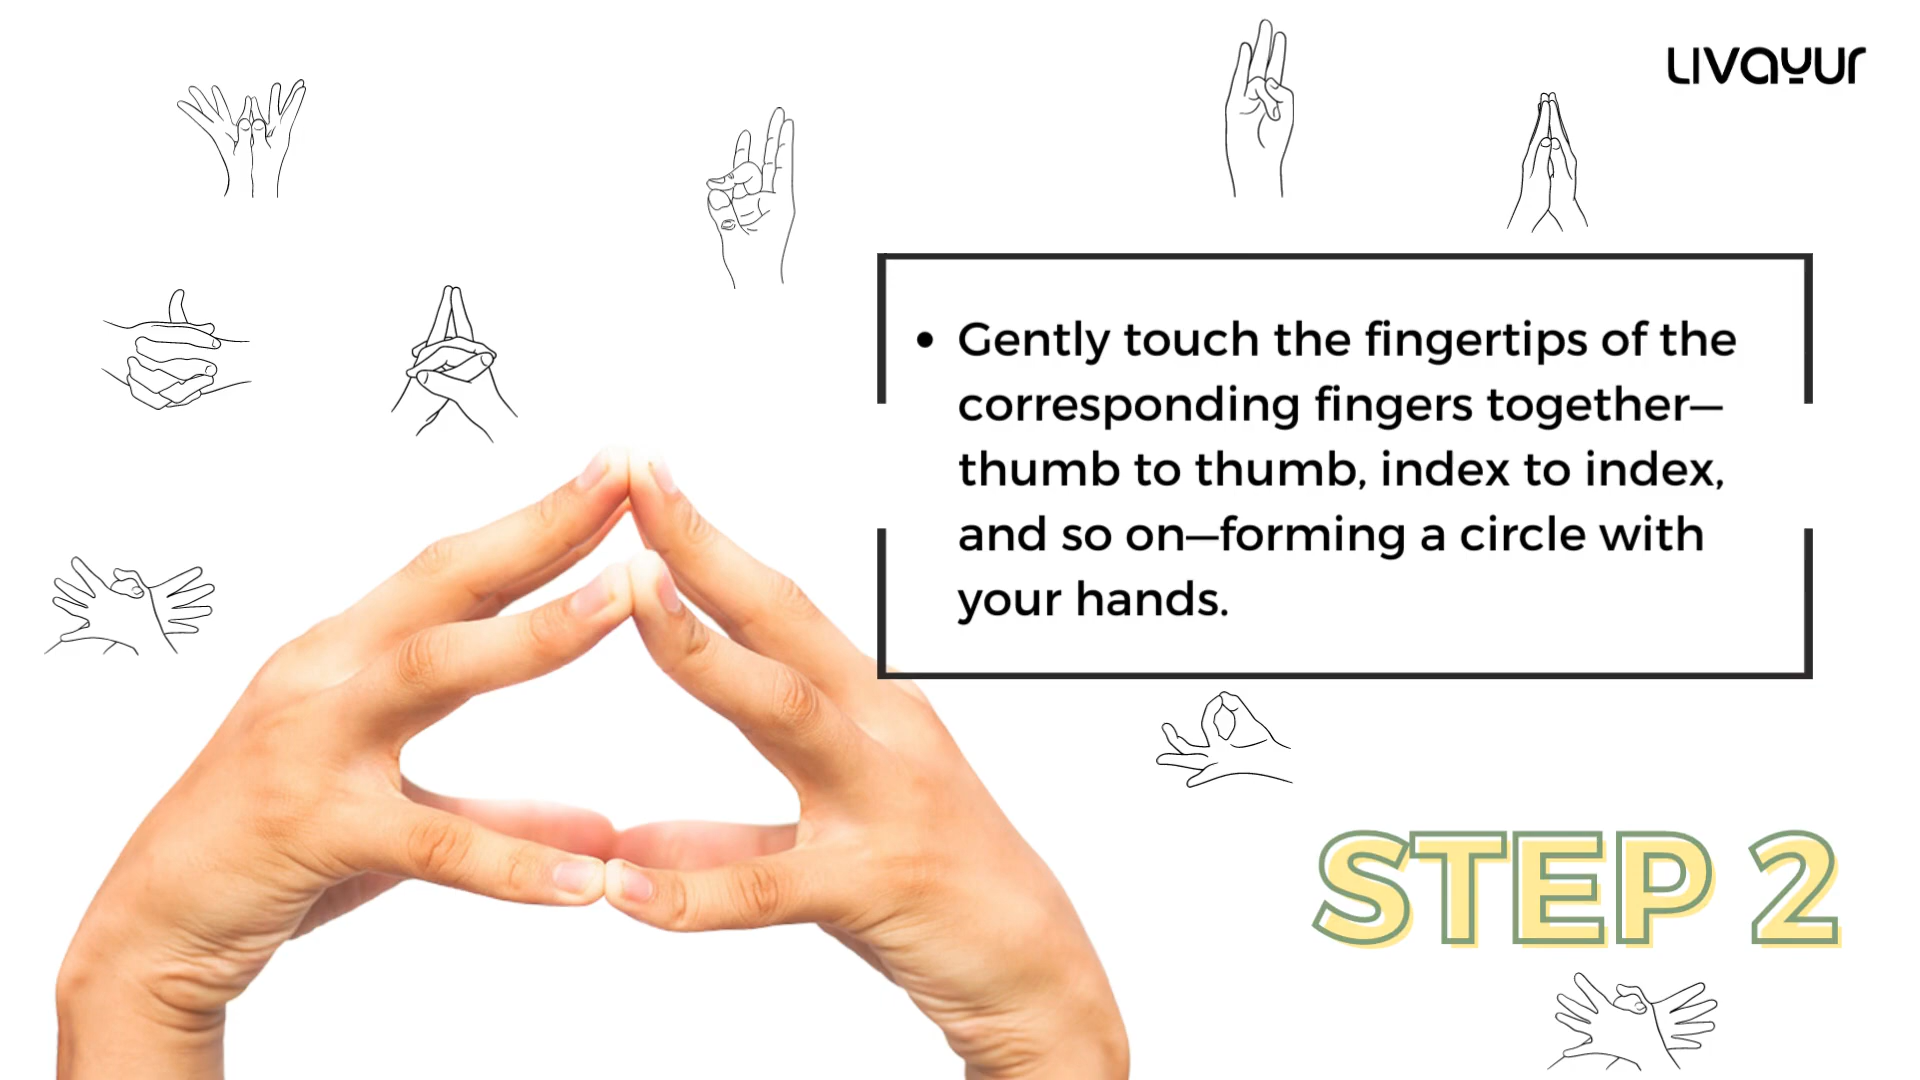 LIVAYUR
• Gently touch the fingertips of the
corresponding fingers together—
thumb to thumb, index to index,
and so on—forming a circle with
your hands.
STEP 2